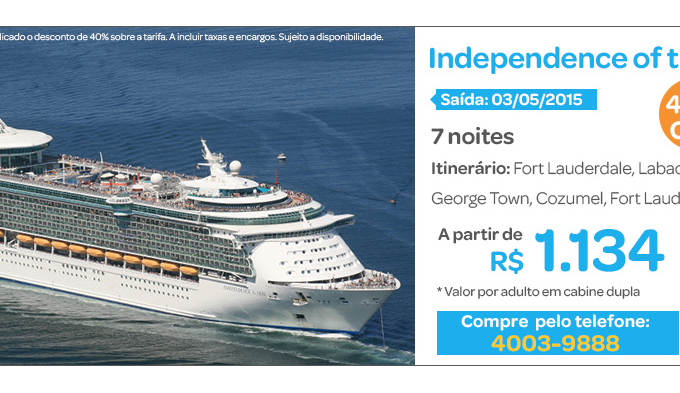 licado o desconto de 40% sobre a tarifa. A incluir taxas e encargos. Sujeito a disponibilidade.
Independence of t
Saída: 03/05/2015
4
7 noites
Itinerário: Fort Lauderdale, Labad
George Town, Cozumel, Fort Laud
A partir de
R$ 1.134
* Valor por adulto em cabine dupla
Compre pelo telefone:
4003-9888